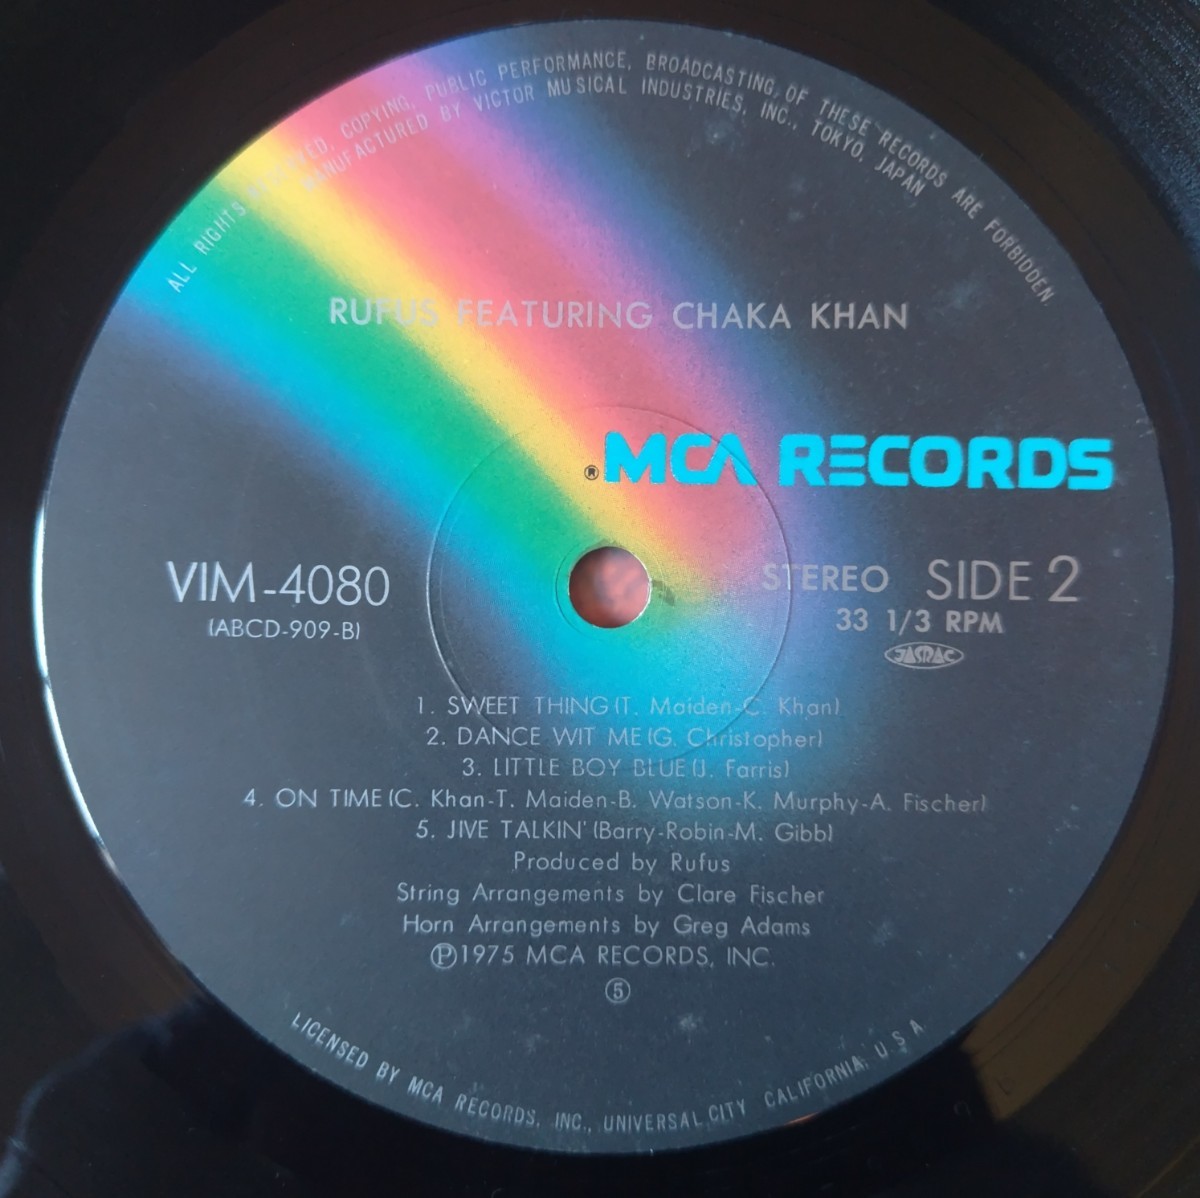 ALL RIGHTS RESERVED, COPYING, PUBLIC PERFORMANCE, BROADCASTING, OF THESE RECORDS ARE FORBIDDEN
MANUFACTURED BY VICTOR MUSICAL INDUSTRIES, INC., TOKYO, JAPAN
RUFUS FEATURING CHAKA KHAN
® MCA RECORDS
VIM-4080
(ABCD-909-B)
STEREO SIDE 2
33 1/3 RPM
JASRAC
1. SWEET THING (T. Maiden-C. Khan)
2. DANCE WIT ME (G. Christopher)
3. LITTLE BOY BLUE (J. Farris)
4. ON TIME (C. Khan-T. Maiden-B. Watson-K. Murphy-A. Fischer)
5. JIVE TALKIN' (Barry-Robin-M. Gibb)
Produced by Rufus
String Arrangements by Clare Fischer
Horn Arrangements by Greg Adams
Ⓟ1975 MCA RECORDS, INC.
⑤
LICENSED BY MCA RECORDS, INC., UNIVERSAL CITY CALIFORNIA, U S A